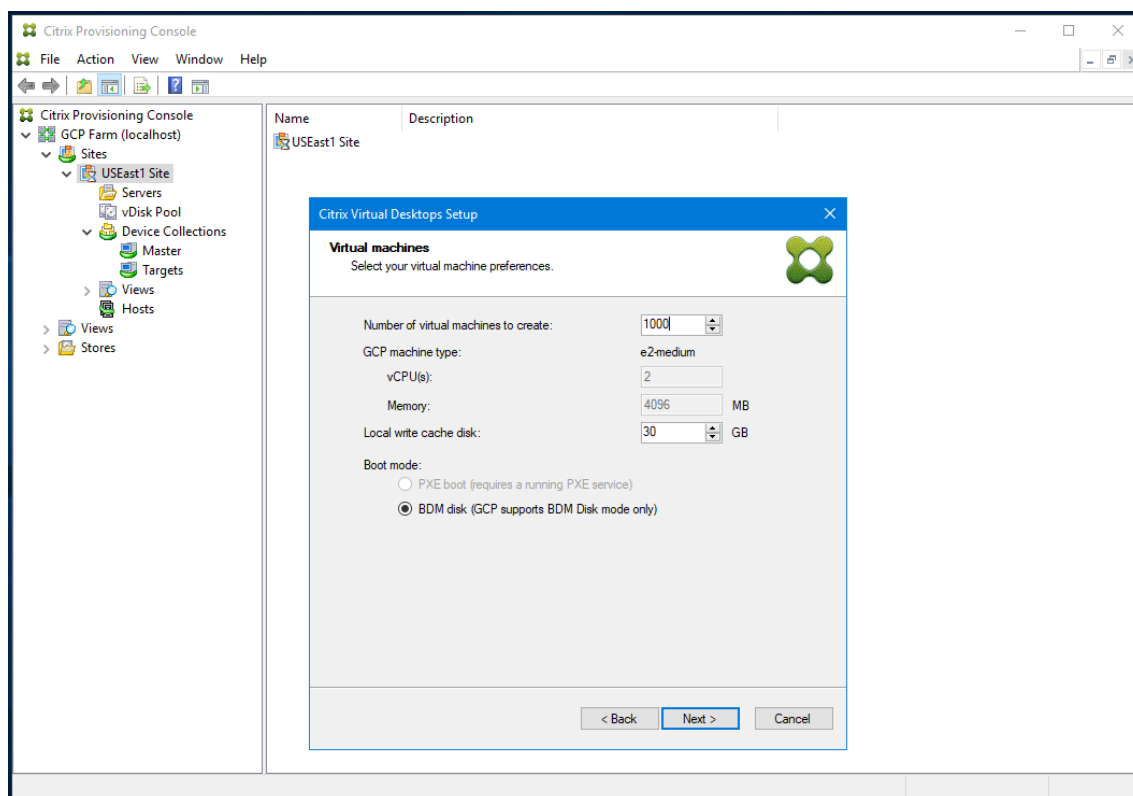 Citrix Provisioning Console
File Action View Window Help
Citrix Provisioning Console
GCP Farm (localhost)
Sites
USEast1 Site
Servers
vDisk Pool
Device Collections
Master
Targets
Views
Hosts
Views
Stores
Name Description
USEast1 Site
Citrix Virtual Desktops Setup
Virtual machines
Select your virtual machine preferences.
Number of virtual machines to create: 1000
GCP machine type: e2-medium
vCPU(s): 2
Memory: 4096 MB
Local write cache disk: 30 GB
Boot mode:
PXE boot (requires a running PXE service)
BDM disk (GCP supports BDM Disk mode only)
< Back Next > Cancel